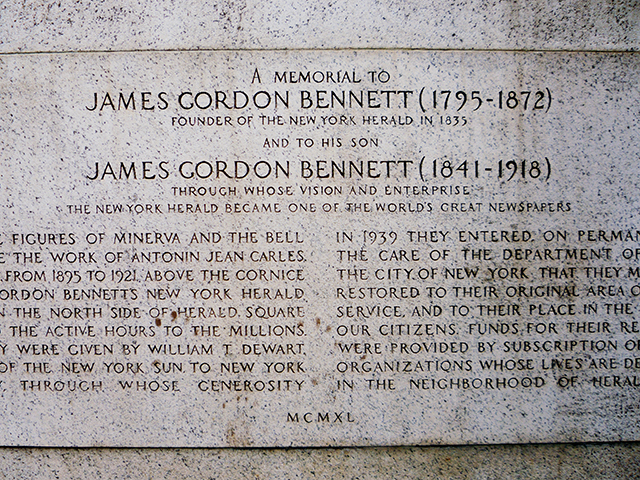 A MEMORIAL TO
JAMES GORDON BENNETT (1795-1872)
FOUNDER OF THE NEW YORK HERALD IN 1835
AND TO HIS SON
JAMES GORDON BENNETT (1841-1918)
THROUGH WHOSE VISION AND ENTERPRISE
THE NEW YORK HERALD BECAME ONE OF THE WORLD'S GREAT NEWSPAPERS
FIGURES OF MINERVA AND THE BELL
THE WORK OF ANTONIN JEAN CARLES,
FROM 1895 TO 1921, ABOVE THE CORNICE
GORDON BENNETT'S NEW YORK HERALD
THE NORTH SIDE OF HERALD SQUARE
THE ACTIVE HOURS TO THE MILLIONS.
WERE GIVEN BY WILLIAM T. DEWART,
OF THE NEW YORK SUN TO NEW YORK
THROUGH WHOSE GENEROSITY
IN 1939 THEY ENTERED, ON PERMAN
THE CARE OF THE DEPARTMENT OF
THE CITY OF NEW YORK THAT THEY M
RESTORED TO THEIR ORIGINAL AREA O
SERVICE, AND TO THEIR PLACE IN THE
OUR CITIZENS. FUNDS FOR THEIR RE
WERE PROVIDED BY SUBSCRIPTION OF
ORGANIZATIONS WHOSE LIVES ARE DE
IN THE NEIGHBORHOOD OF HERAL
MCMXL